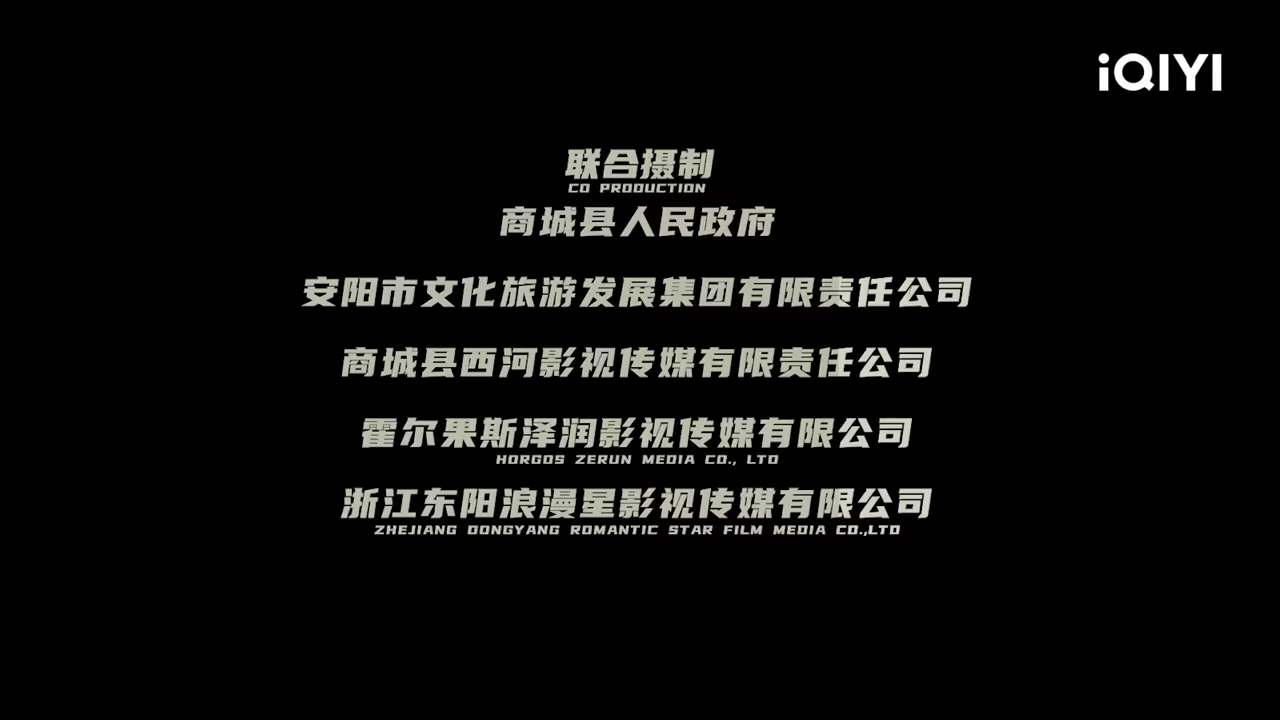 iQIYI
联合摄制
CO PRODUCTION
商城县人民政府
安阳市文化旅游发展集团有限责任公司
商城县西河影视传媒有限责任公司
霍尔果斯泽润影视传媒有限公司
HORGOS ZERUN MEDIA CO., LTD
浙江东阳浪漫星影视传媒有限公司
ZHEJIANG DONGYANG ROMANTIC STAR FILM MEDIA CO.,LTD